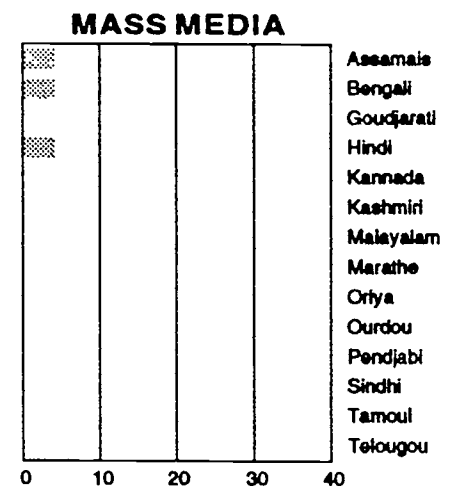 MASS MEDIA
Assamais
Bengali
Goudjarati
Hindi
Kannada
Kashmiri
Malayalam
Marathe
Oriya
Ourdou
Pendjabi
Sindhi
Tamoul
Telougou
0 10 20 30 40